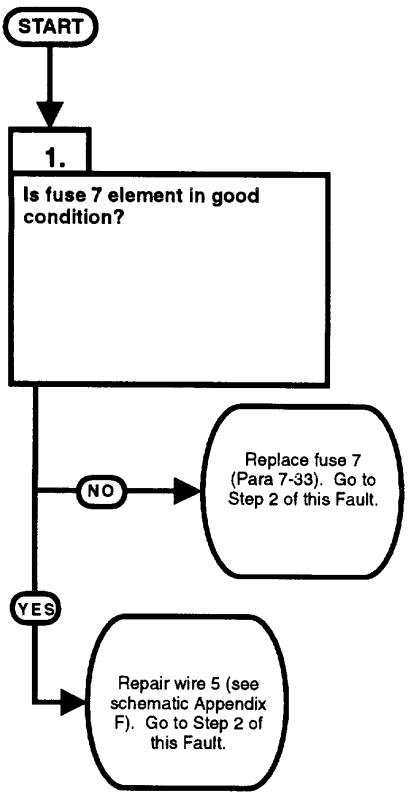 START
1.
Is fuse 7 element in good
condition?
NO
Replace fuse 7
(Para 7-33). Go to
Step 2 of this Fault.
YES
Repair wire 5 (see
schematic Appendix
F). Go to Step 2 of
this Fault.